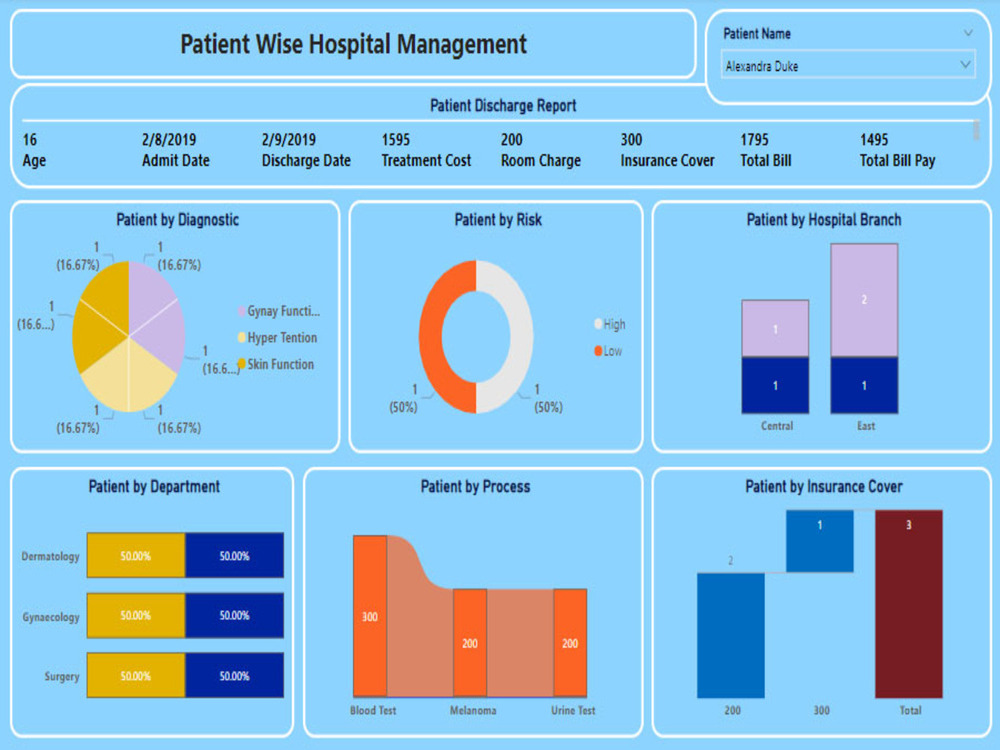 Patient Wise Hospital Management
Patient Name
Alexandra Duke
Patient Discharge Report
16 2/8/2019 2/9/2019 1595 200 300 1795 1495
Age Admit Date Discharge Date Treatment Cost Room Charge Insurance Cover Total Bill Total Bill Pay
Patient by Diagnostic
1
(16.67%)
1
(16.67%)
1
(16.6...)
1
(16.6...)
1
(16.67%)
1
(16.67%)
Gynay Functi...
Hyper Tention
Skin Function
Patient by Risk
1
(50%)
1
(50%)
High
Low
Patient by Hospital Branch
2
1
1 1
Central East
Patient by Department
Dermatology 50.00% 50.00%
Gynaecology 50.00% 50.00%
Surgery 50.00% 50.00%
Patient by Process
300
200 200
Blood Test Melanoma Urine Test
Patient by Insurance Cover
1 3
2
200 300 Total